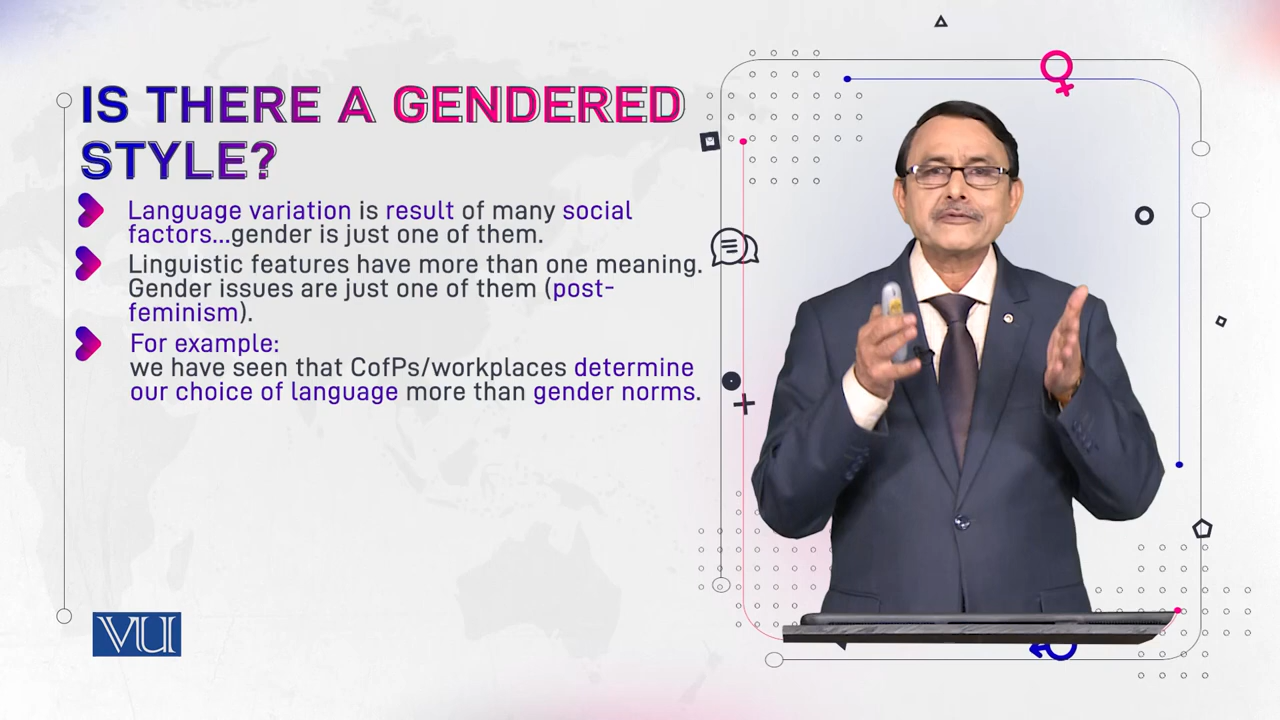 IS THERE A GENDERED
STYLE?
Language variation is result of many social
factors...gender is just one of them.
Linguistic features have more than one meaning.
Gender issues are just one of them (post-
feminism).
For example:
we have seen that CofPs/workplaces determine
our choice of language more than gender norms.
VU